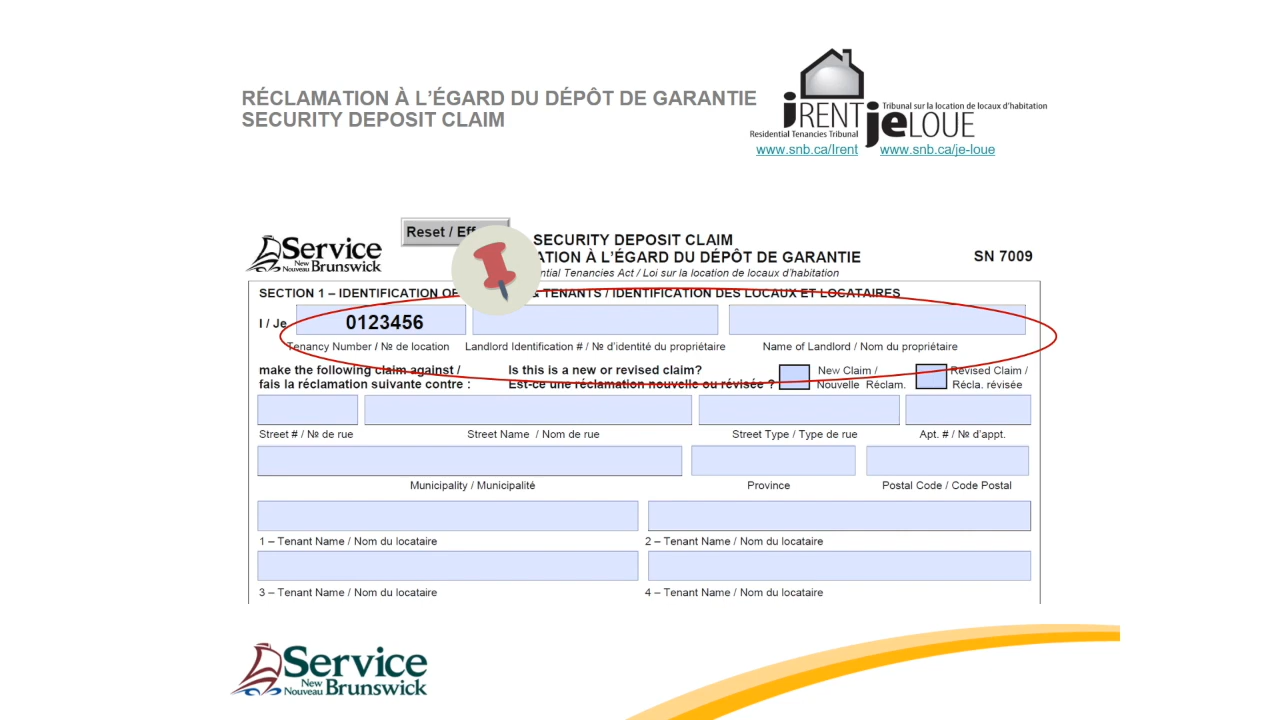 RÉCLAMATION À L'ÉGARD DU DÉPÔT DE GARANTIE
SECURITY DEPOSIT CLAIM
iRENT jeLOUE
Tribunal sur la location de locaux d'habitation
Residential Tenancies Tribunal
www.snb.ca/Irent www.snb.ca/je-loue
Service
New Nouveau Brunswick
Reset / Eff
SECURITY DEPOSIT CLAIM
ATION À L'ÉGARD DU DÉPÔT DE GARANTIE
SN 7009
ntial Tenancies Act / Loi sur la location de locaux d'habitation
SECTION 1 – IDENTIFICATION OF & TENANTS / IDENTIFICATION DES LOCAUX ET LOCATAIRES
I / Je 0123456
Tenancy Number / № de location Landlord Identification # / № d'identité du propriétaire Name of Landlord / Nom du propriétaire
make the following claim against / Is this is a new or revised claim? New Claim / Revised Claim /
fais la réclamation suivante contre : Est-ce une réclamation nouvelle ou révisée ? Nouvelle Réclam. Récla. révisée
Street # / № de rue Street Name / Nom de rue Street Type / Type de rue Apt. # / № d'appt.
Municipality / Municipalité Province Postal Code / Code Postal
1 – Tenant Name / Nom du locataire 2 – Tenant Name / Nom du locataire
3 – Tenant Name / Nom du locataire 4 – Tenant Name / Nom du locataire
Service
New Nouveau Brunswick